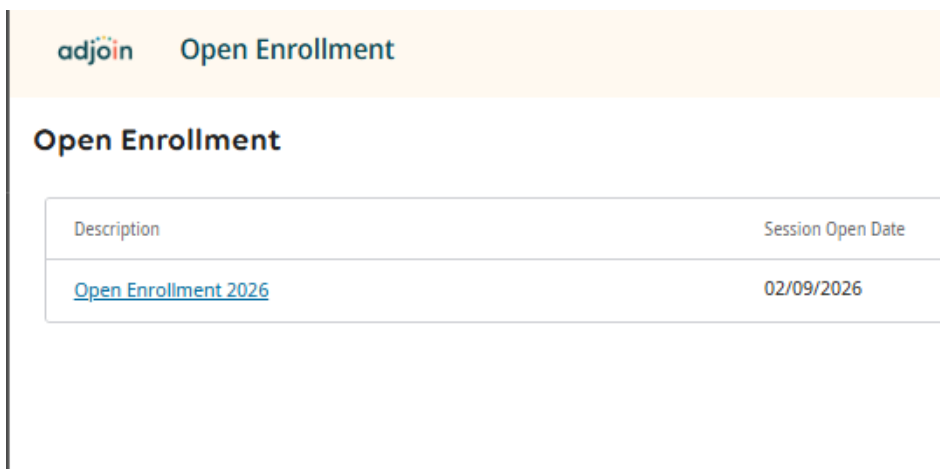 adjoin Open Enrollment
Open Enrollment
Description Session Open Date
Open Enrollment 2026 02/09/2026